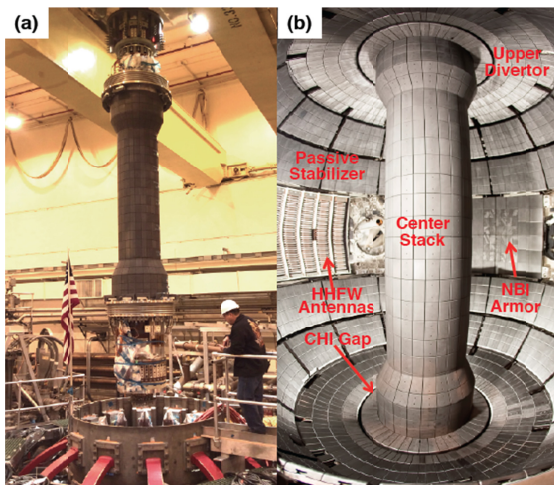 (a)
(b)
Upper
Divertor
Passive
Stabilizer
Center
Stack
HHFW
Antennas
NBI
Armor
CHI Gap